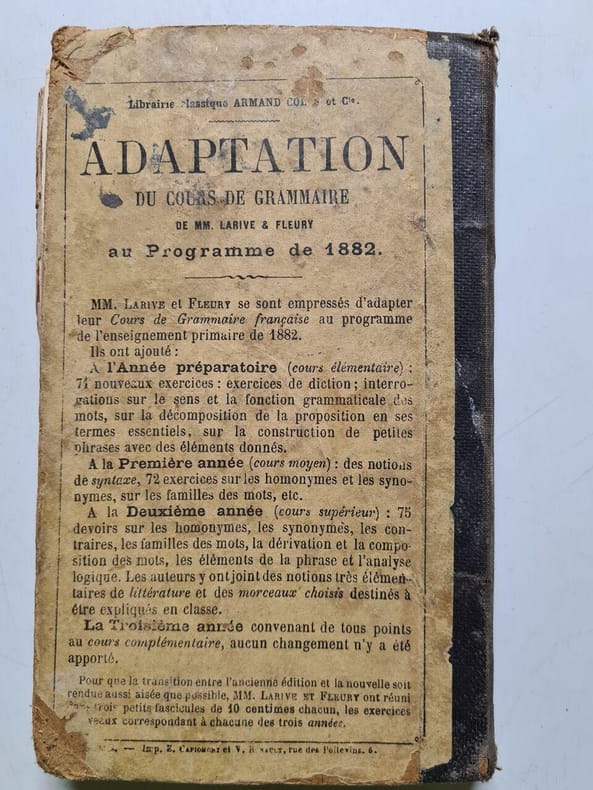 Librairie classique ARMAND COL et Cie.
ADAPTATION
DU COURS DE GRAMMAIRE
DE MM. LARIVE & FLEURY
au Programme de 1882.
MM. LARIVE et FLEURY se sont empressés d'adapter
leur Cours de Grammaire française au programme
de l'enseignement primaire de 1882.
Ils ont ajouté :
A l'Année préparatoire (cours élémentaire) :
71 nouveaux exercices : exercices de diction ; interro-
gations sur le sens et la fonction grammaticale des
mots, sur la décomposition de la proposition en ses
termes essentiels, sur la construction de petites
phrases avec des éléments donnés.
A la Première année (cours moyen) : des notions
de syntaxe, 72 exercices sur les homonymes et les syno-
nymes, sur les familles des mots, etc.
A la Deuxième année (cours supérieur) : 75
devoirs sur les homonymes, les synonymes, les con-
traires, les familles des mots, la dérivation et la compo-
sition des mots, les éléments de la phrase et l'analyse
logique. Les auteurs y ont joint des notions très élémen-
taires de littérature et des morceaux choisis destinés à
être expliqués en classe.
La Troisième année convenant de tous points
au cours complémentaire, aucun changement n'y a été
apporté.
Pour que la transition entre l'ancienne édition et la nouvelle soit
rendue aussi aisée que possible, MM. LARIVE ET FLEURY ont réuni
trois petits fascicules de 10 centimes chacun, les exercices
veaux correspondant à chacune des trois années.
— Imp. E. CAPIOMONT et V. RENAULT, rue des Poitevins, 6.